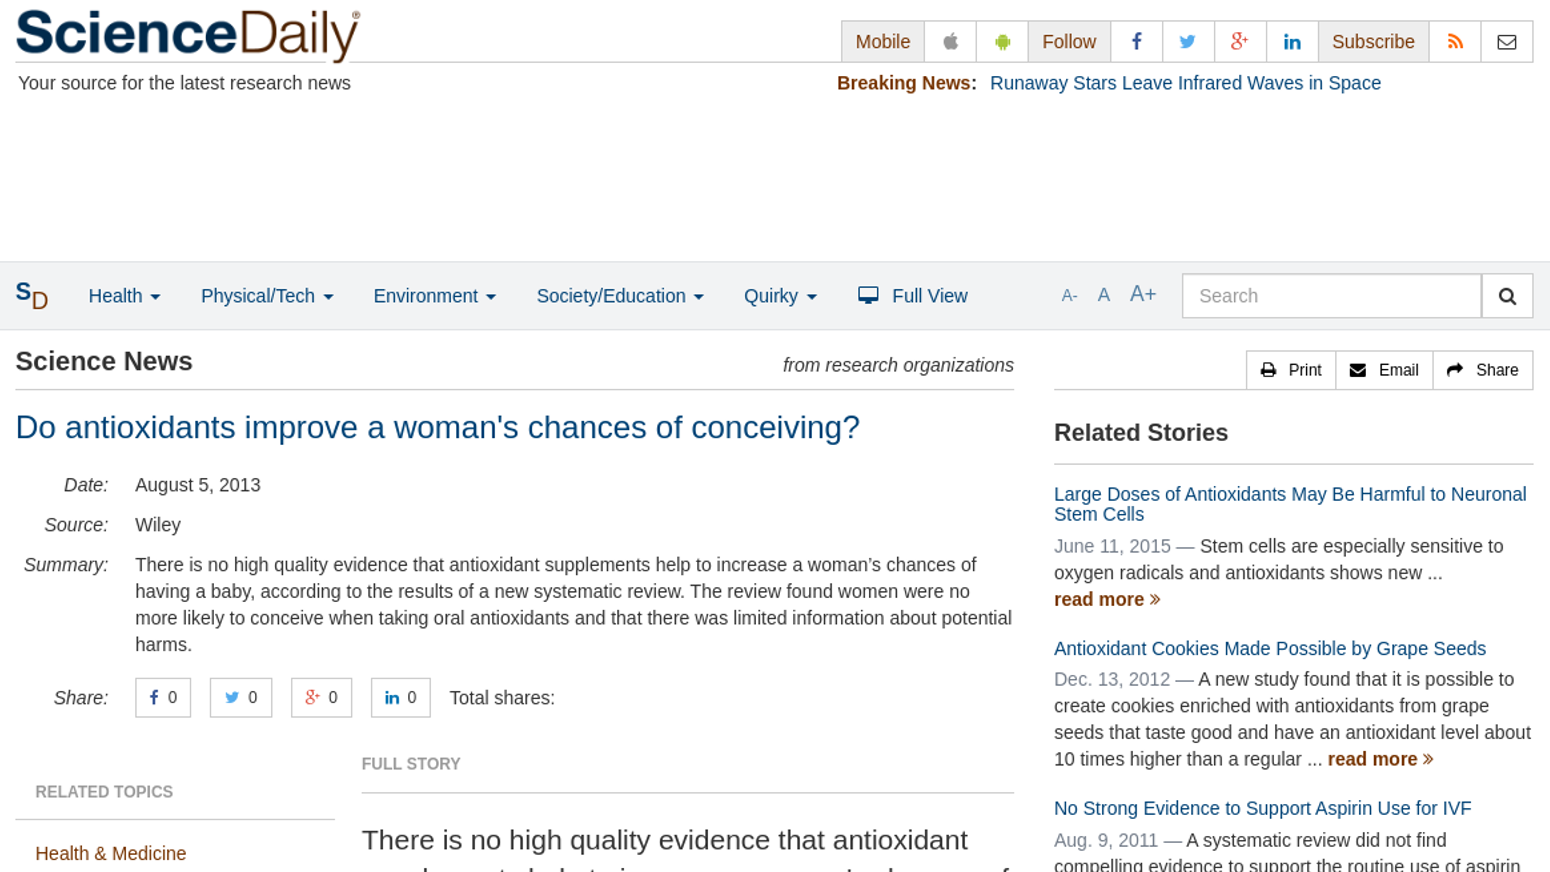 ScienceDaily®
Mobile Follow Subscribe
Your source for the latest research news
Breaking News: Runaway Stars Leave Infrared Waves in Space
SD Health Physical/Tech Environment Society/Education Quirky Full View A- A A+ Search
Science News
from research organizations
Do antioxidants improve a woman's chances of conceiving?
Date: August 5, 2013
Source: Wiley
Summary: There is no high quality evidence that antioxidant supplements help to increase a woman’s chances of
having a baby, according to the results of a new systematic review. The review found women were no
more likely to conceive when taking oral antioxidants and that there was limited information about potential
harms.
Share: 0 0 0 0 Total shares:
RELATED TOPICS
Health & Medicine
FULL STORY
There is no high quality evidence that antioxidant
Print Email Share
Related Stories
Large Doses of Antioxidants May Be Harmful to Neuronal
Stem Cells
June 11, 2015 — Stem cells are especially sensitive to
oxygen radicals and antioxidants shows new ...
read more »
Antioxidant Cookies Made Possible by Grape Seeds
Dec. 13, 2012 — A new study found that it is possible to
create cookies enriched with antioxidants from grape
seeds that taste good and have an antioxidant level about
10 times higher than a regular ... read more »
No Strong Evidence to Support Aspirin Use for IVF
Aug. 9, 2011 — A systematic review did not find
compelling evidence to support the routine use of aspirin